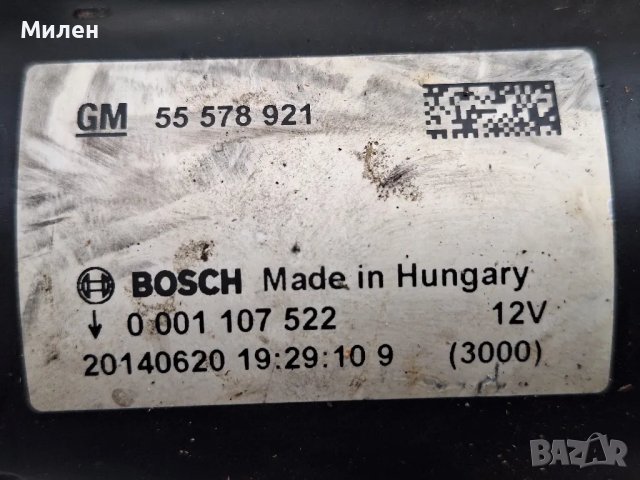 Милен
GM 55 578 921
BOSCH Made in Hungary
↓ 0 001 107 522 12V
20140620 19:29:10 9 (3000)
BAZAR